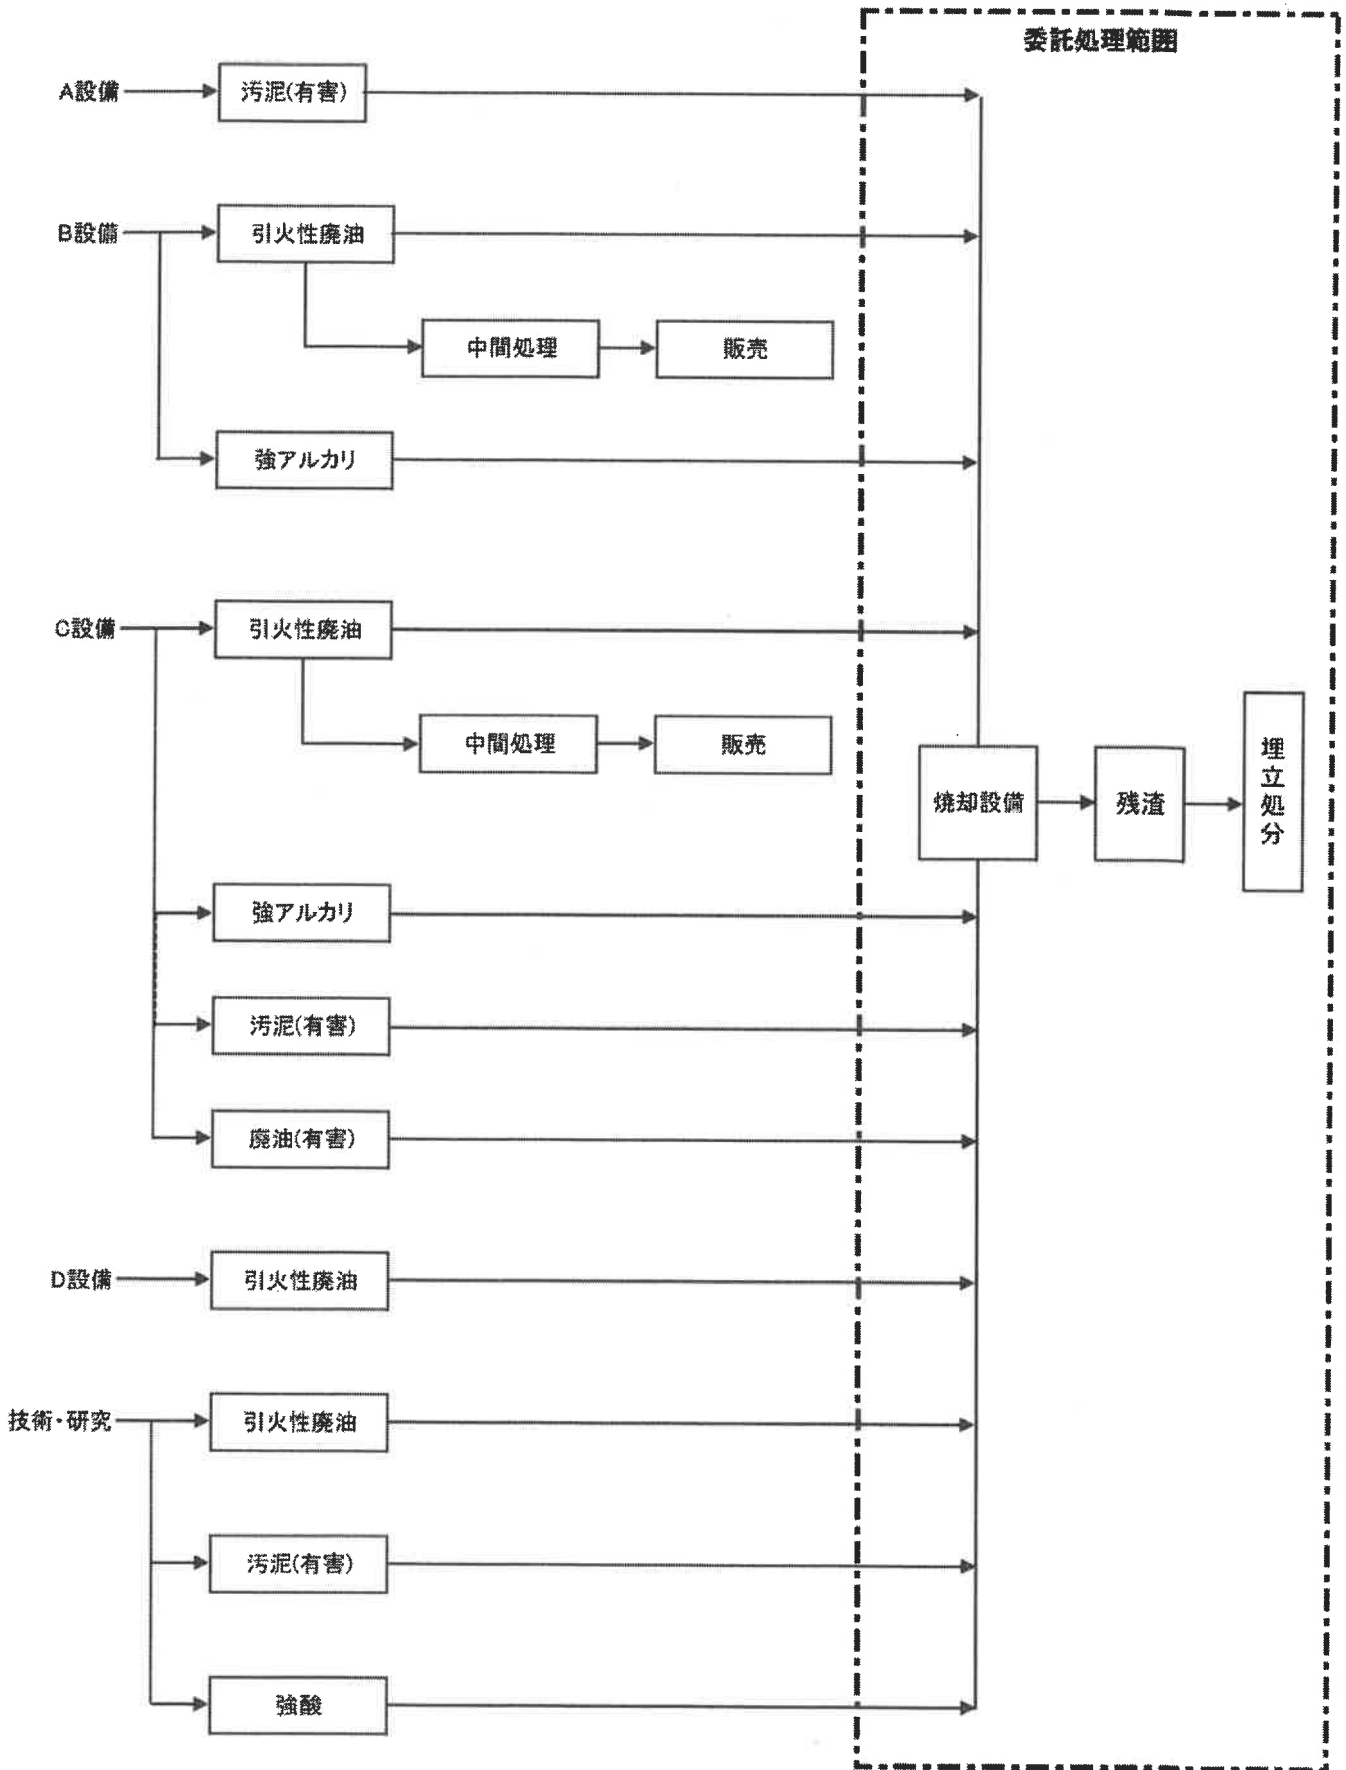 委託処理範囲
A設備
汚泥(有害)
B設備
引火性廃油
中間処理
販売
強アルカリ
C設備
引火性廃油
中間処理
販売
焼却設備
残渣
埋立処分
強アルカリ
汚泥(有害)
廃油(有害)
D設備
引火性廃油
技術・研究
引火性廃油
汚泥(有害)
強酸